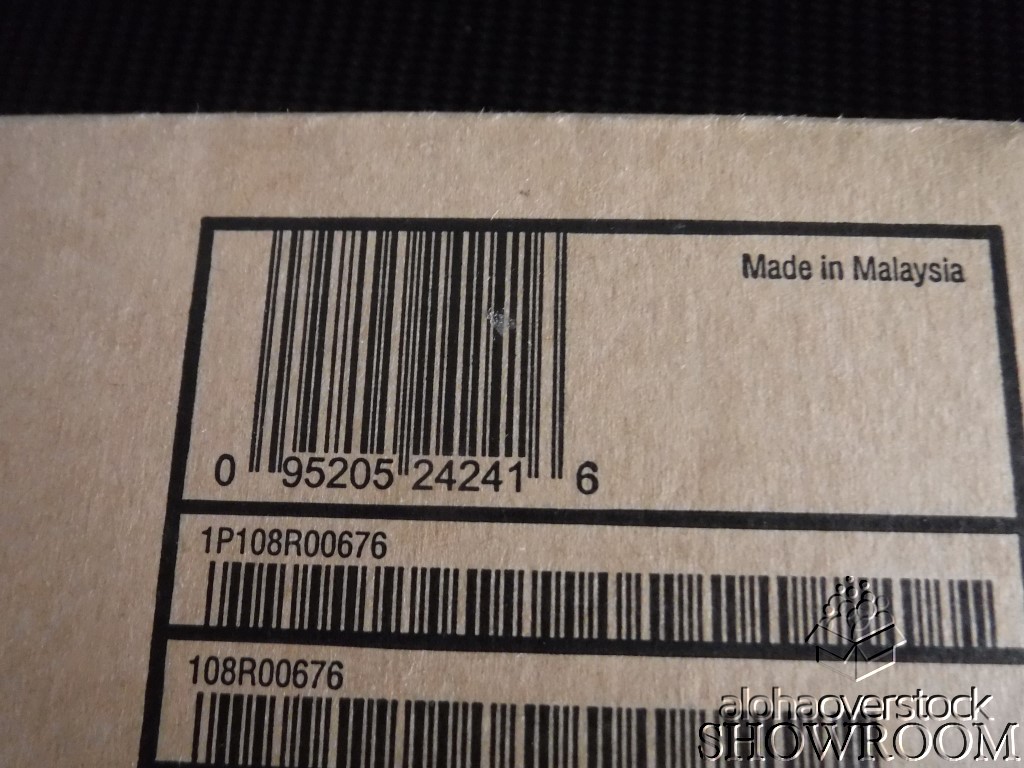 Made in Malaysia
0 95205 24241 6
1P108R00676
108R00676
alohaoverstock
SHOWROOM